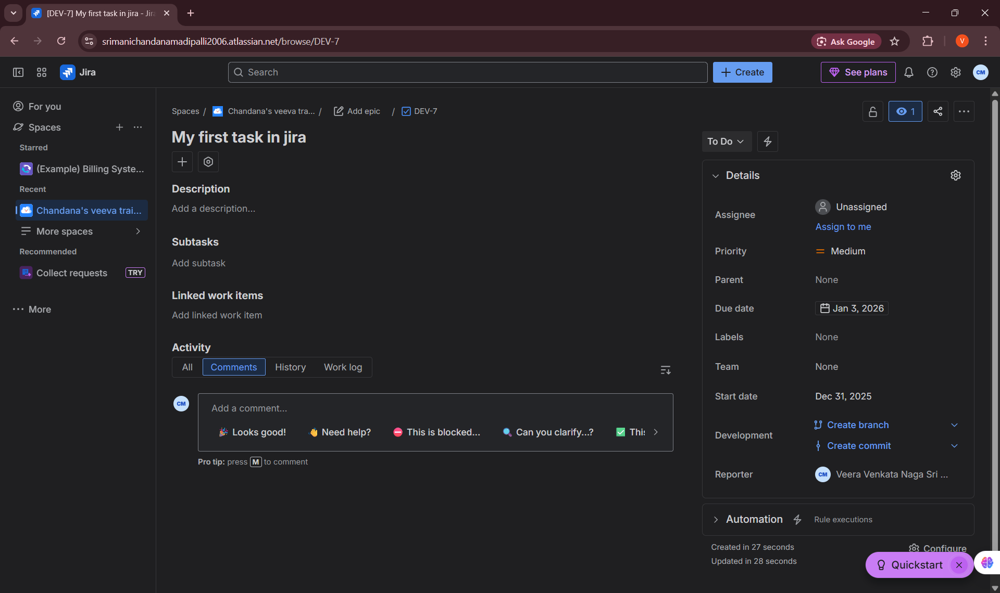 [DEV-7] My first task in jira - Jira
srimanichandanamadipalli2006.atlassian.net/browse/DEV-7
Ask Google
V
Jira
Search
Create
See plans
CM
For you
Spaces
Starred
(Example) Billing Syste...
Recent
Chandana's veeva trai...
More spaces
Recommended
Collect requests TRY
More
Spaces / Chandana's veeva tra... / Add epic / DEV-7
1
My first task in jira
Description
Add a description...
Subtasks
Add subtask
Linked work items
Add linked work item
Activity
All Comments History Work log
CM
Add a comment...
Looks good! Need help? This is blocked... Can you clarify...?
Pro tip: press M to comment
To Do
Details
Assignee
Unassigned
Assign to me
Priority Medium
Parent None
Due date Jan 3, 2026
Labels None
Team None
Start date Dec 31, 2025
Development
Create branch
Create commit
Reporter CM Veera Venkata Naga Sri ...
Automation Rule executions
Created in 27 seconds
Configure
Updated in 28 seconds
Quickstart